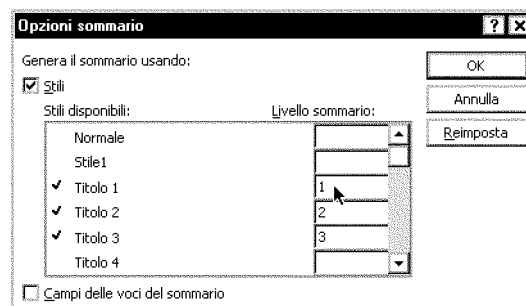 Opzioni sommario
Genera il sommario usando:
OK
Stili
Annulla
Stili disponibili:
Livello sommario:
Reimposta
Normale
Stile1
Titolo 1 1
Titolo 2 2
Titolo 3 3
Titolo 4
Campi delle voci del sommario